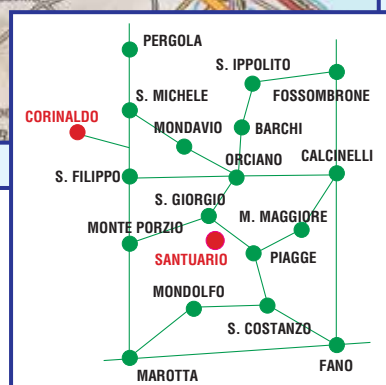 PERGOLA
S. IPPOLITO
S. MICHELE
FOSSOMBRONE
CORINALDO
MONDAVIO
BARCHI
ORCIANO
CALCINELLI
S. FILIPPO
S. GIORGIO
M. MAGGIORE
MONTE PORZIO
SANTUARIO
PIAGGE
MONDOLFO
S. COSTANZO
FANO
MAROTTA